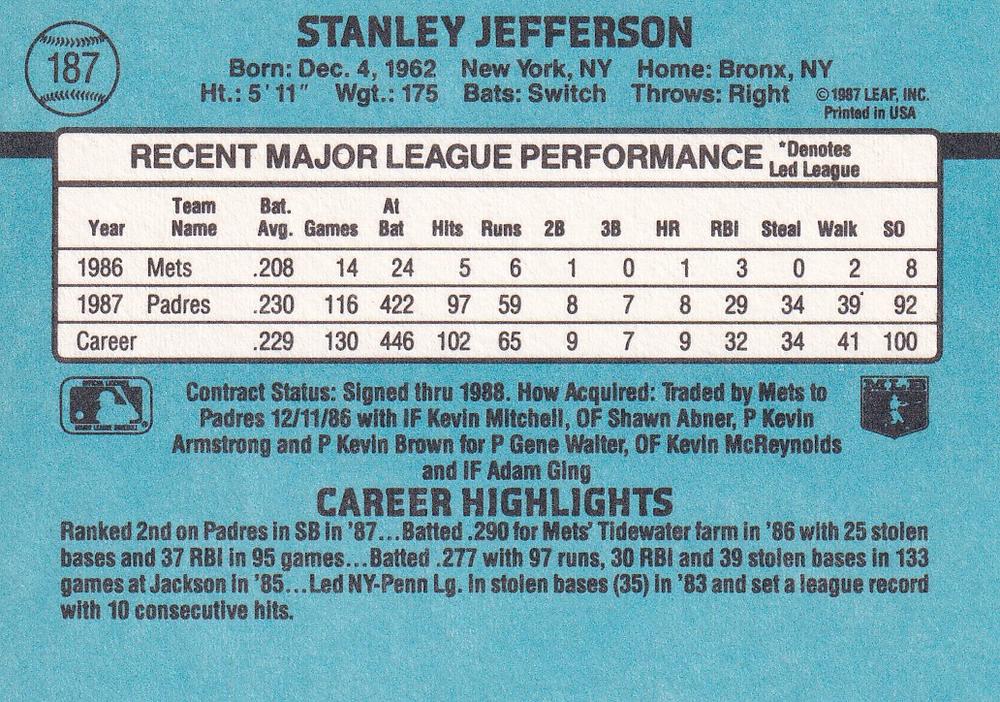 187
STANLEY JEFFERSON
Born: Dec. 4, 1962 New York, NY Home: Bronx, NY
Ht.: 5' 11" Wgt.: 175 Bats: Switch Throws: Right ©1987 LEAF, INC.
Printed in USA
RECENT MAJOR LEAGUE PERFORMANCE *Denotes Led League
Year Team Name Bat. Avg. Games At Bat Hits Runs 2B 3B HR RBI Steal Walk SO
1986 Mets .208 14 24 5 6 1 0 1 3 0 2 8
1987 Padres .230 116 422 97 59 8 7 8 29 34 39 92
Career .229 130 446 102 65 9 7 9 32 34 41 100
Contract Status: Signed thru 1988. How Acquired: Traded by Mets to
Padres 12/11/86 with IF Kevin Mitchell, OF Shawn Abner, P Kevin
Armstrong and P Kevin Brown for P Gene Walter, OF Kevin McReynolds
and IF Adam Ging
MLB
CAREER HIGHLIGHTS
Ranked 2nd on Padres in SB in '87...Batted .290 for Mets' Tidewater farm in '86 with 25 stolen
bases and 37 RBI in 95 games...Batted .277 with 97 runs, 30 RBI and 39 stolen bases in 133
games at Jackson in '85...Led NY-Penn Lg. in stolen bases (35) in '83 and set a league record
with 10 consecutive hits.